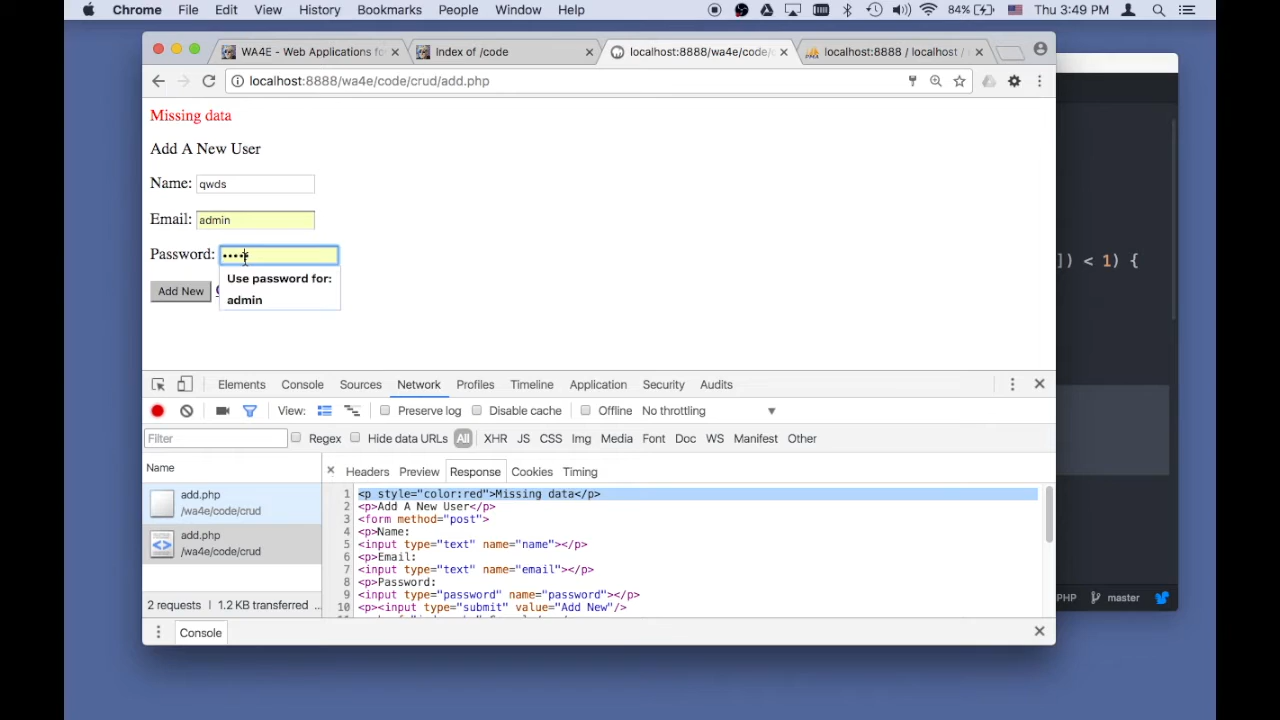 Chrome File Edit View History Bookmarks People Window Help 84% Thu 3:49 PM
WA4E - Web Applications fo
Index of /code
localhost:8888/wa4e/code/
localhost:8888 / localhost /
localhost:8888/wa4e/code/crud/add.php
Missing data
Add A New User
Name: qwds
Email: admin
Password: •••••
Use password for:
admin
Add New
]) < 1) {
Elements Console Sources Network Profiles Timeline Application Security Audits
View: Preserve log Disable cache Offline No throttling
Filter Regex Hide data URLs All XHR JS CSS Img Media Font Doc WS Manifest Other
Name
Headers Preview Response Cookies Timing
add.php
/wa4e/code/crud
add.php
/wa4e/code/crud
2 requests | 1.2 KB transferred ...
1 <p style="color:red">Missing data</p>
2 <p>Add A New User</p>
3 <form method="post">
4 <p>Name:
5 <input type="text" name="name"></p>
6 <p>Email:
7 <input type="text" name="email"></p>
8 <p>Password:
9 <input type="password" name="password"></p>
10 <p><input type="submit" value="Add New"/>
PHP master
Console